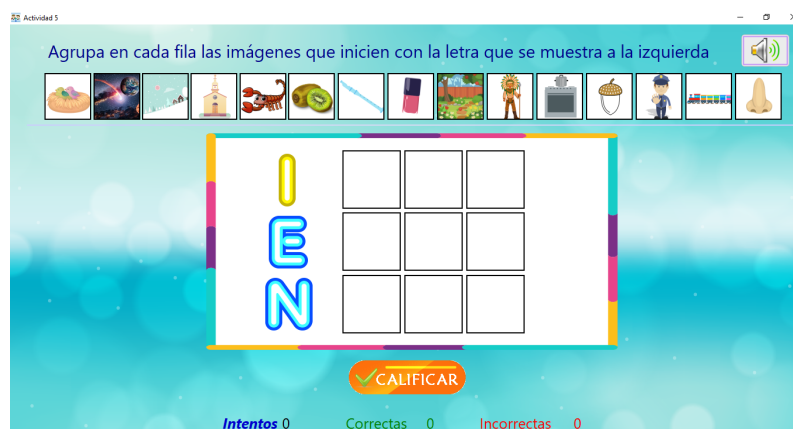 Actividad 5
Agrupa en cada fila las imágenes que inicien con la letra que se muestra a la izquierda
I
E
N
CALIFICAR
Intentos 0 Correctas 0 Incorrectas 0